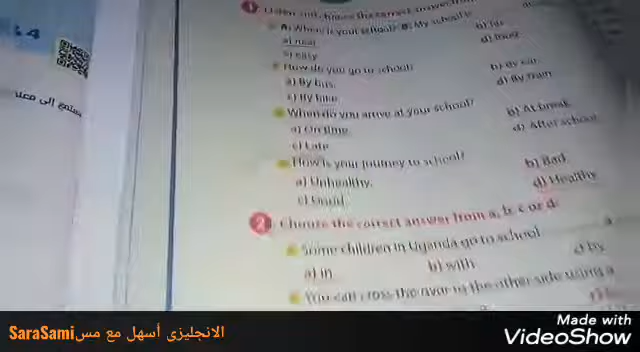 1 Listen and choose the correct answer from
A: Where is your school? B: My school is
a) near b) far
c) easy d) most
How do you go to school?
a) By bus. b) By car.
c) By bike. d) By train
When do you arrive at your school?
a) On time b) At break
c) Late d) After school
How is your journey to school?
a) Unhealthy. b) Bad.
c) Good. d) Healthy
2 Choose the correct answer from a, b, c or d:
Some children in Uganda go to school
a) in b) with c) by
You can cross the river to the other side using a
الانجليزى أسهل مع مس SaraSami
Made with
VideoShow